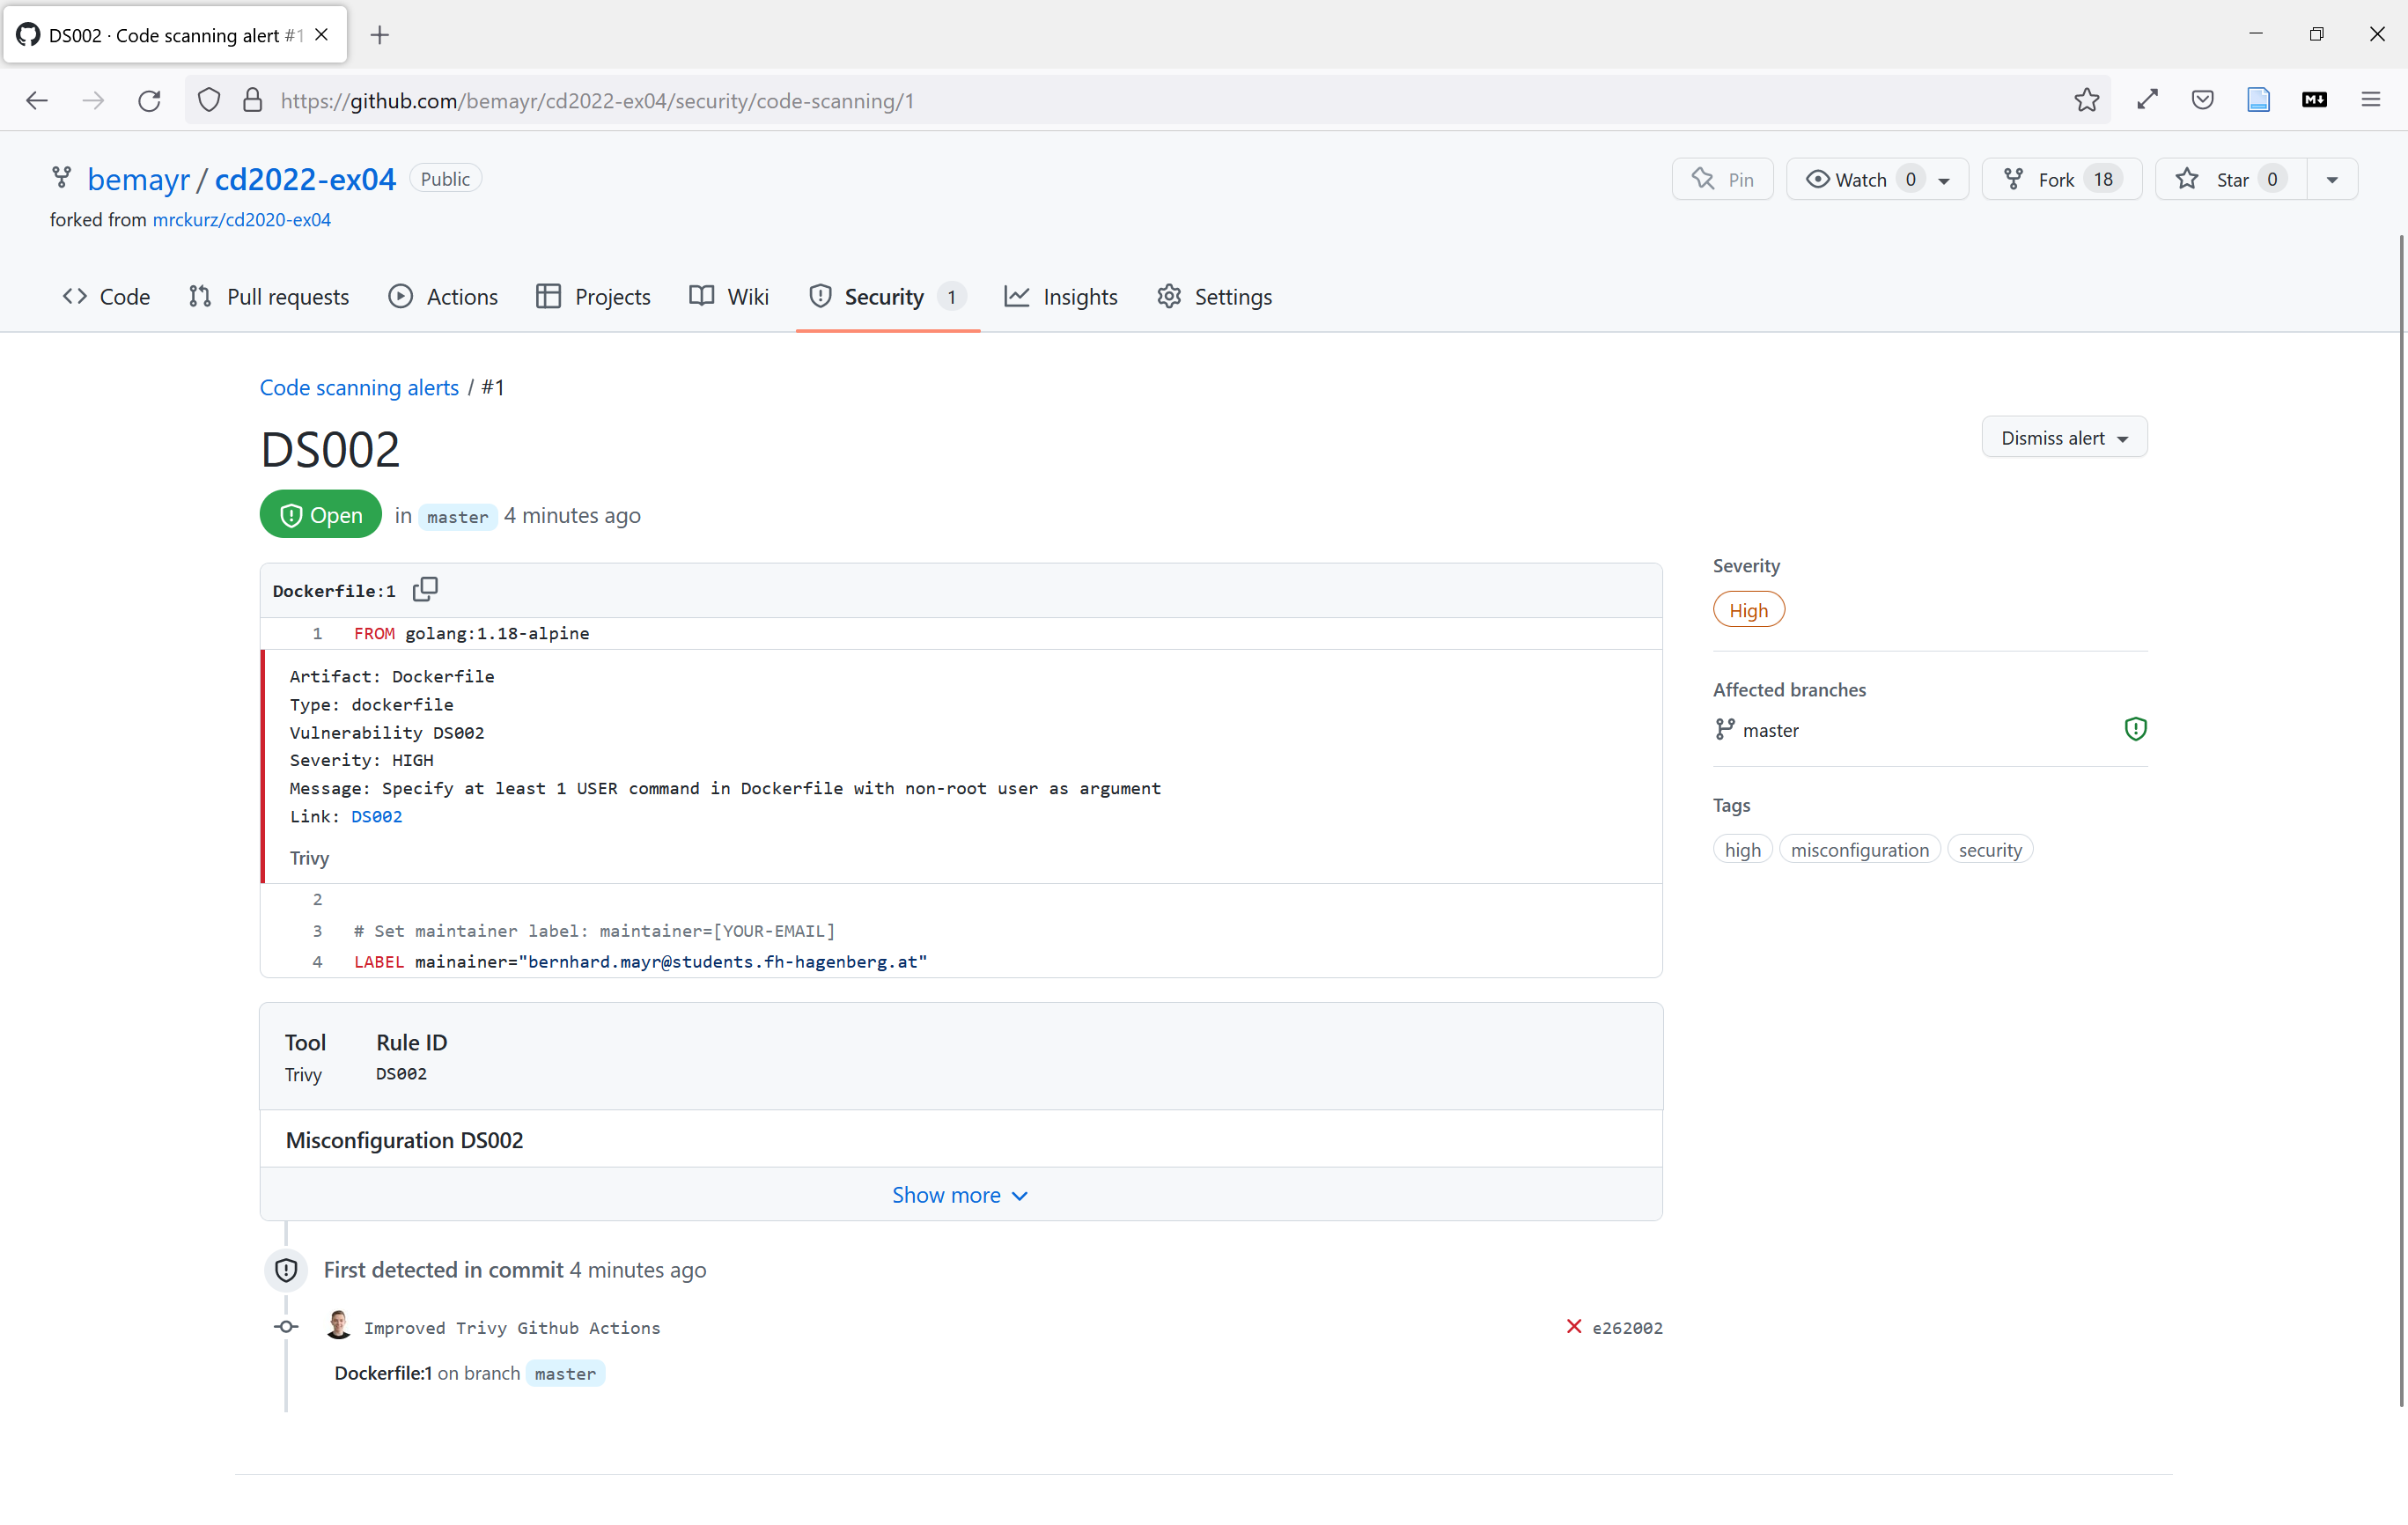 DS002 · Code scanning alert #1
https://github.com/bemayr/cd2022-ex04/security/code-scanning/1
M↓
bemayr / cd2022-ex04 Public
Pin
Watch 0
Fork 18
Star 0
forked from mrckurz/cd2020-ex04
Code
Pull requests
Actions
Projects
Wiki
Security 1
Insights
Settings
Code scanning alerts / #1
DS002
Dismiss alert
Open in master 4 minutes ago
Dockerfile:1
1 FROM golang:1.18-alpine
Artifact: Dockerfile
Type: dockerfile
Vulnerability DS002
Severity: HIGH
Message: Specify at least 1 USER command in Dockerfile with non-root user as argument
Link: DS002
Trivy
2
3 # Set maintainer label: maintainer=[YOUR-EMAIL]
4 LABEL mainainer="bernhard.mayr@students.fh-hagenberg.at"
Severity
High
Affected branches
master
Tags
high misconfiguration security
Tool Rule ID
Trivy DS002
Misconfiguration DS002
Show more
First detected in commit 4 minutes ago
Improved Trivy Github Actions e262002
Dockerfile:1 on branch master